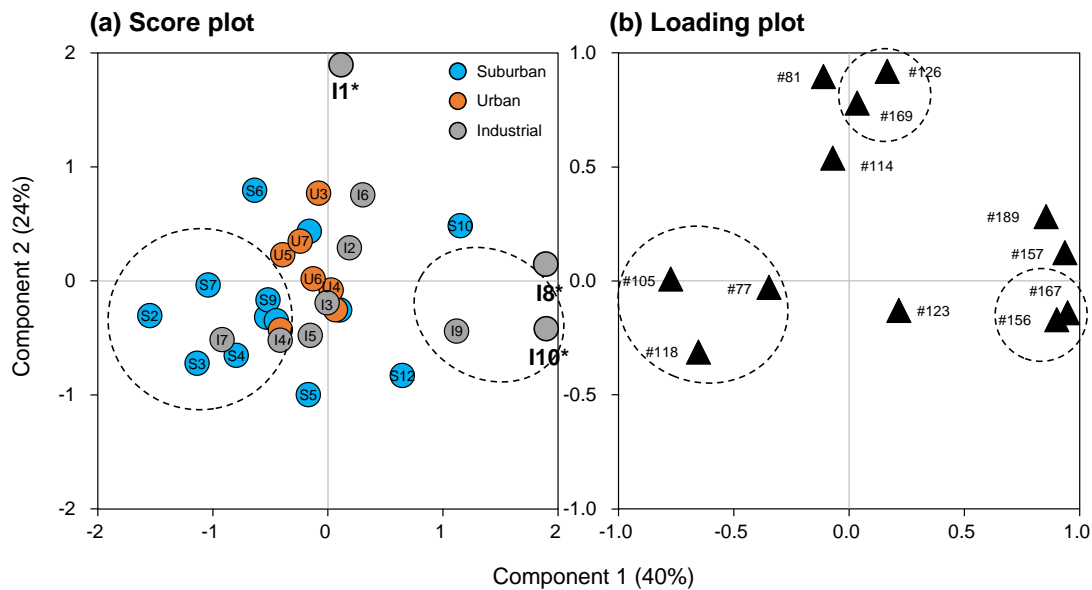 (a) Score plot
(b) Loading plot
Component 2 (24%)
2
1
0
-1
-2
-2
-1
0
1
2
Suburban
Urban
Industrial
I1*
S6
U3
I6
S10
U7
I2
U5
S7
U6
U4
I8*
S2
S9
I3
I9
I10*
I7
I4
I5
S3
S4
S5
S12
1.0
0.5
0.0
-0.5
-1.0
-1.0
-0.5
0.0
0.5
1.0
#81
#126
#169
#114
#189
#157
#105
#77
#167
#123
#156
#118
Component 1 (40%)